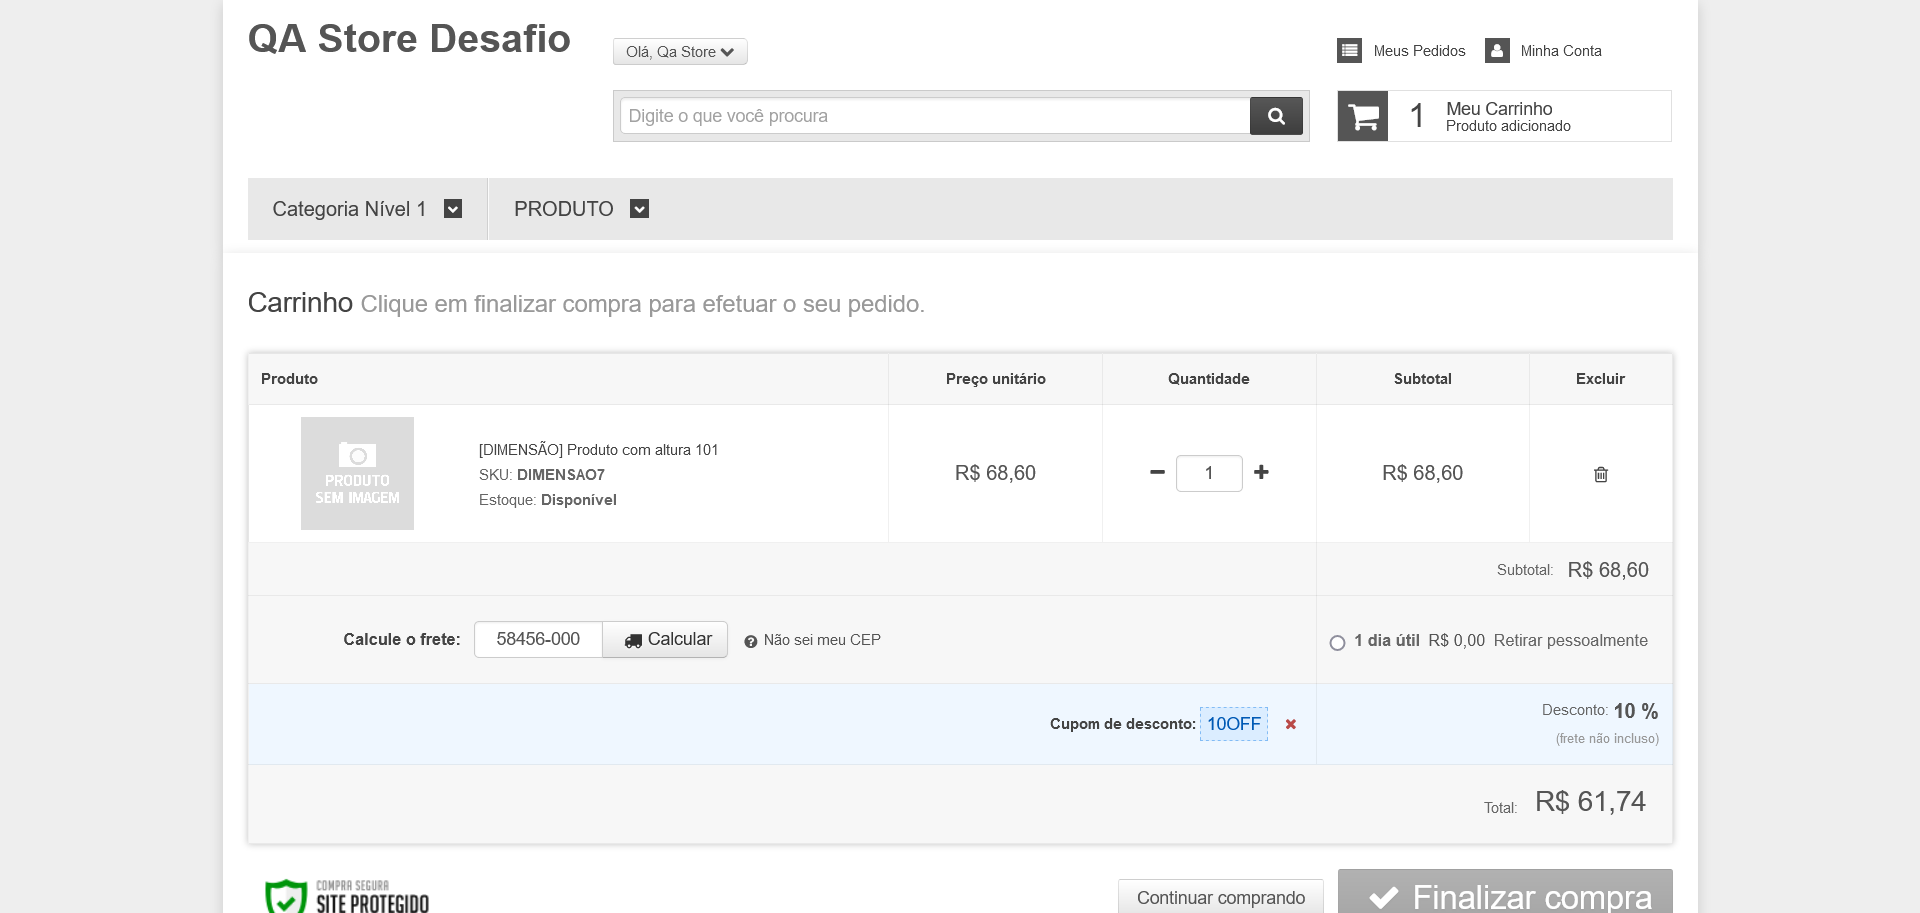 QA Store Desafio
Olá, Qa Store
Meus Pedidos
Minha Conta
Digite o que você procura
1
Meu Carrinho
Produto adicionado
Categoria Nível 1
PRODUTO
Carrinho Clique em finalizar compra para efetuar o seu pedido.
Produto
Preço unitário
Quantidade
Subtotal
Excluir
PRODUTO
SEM IMAGEM
[DIMENSÃO] Produto com altura 101
SKU: DIMENSAO7
Estoque: Disponível
R$ 68,60
1
R$ 68,60
Subtotal: R$ 68,60
Calcule o frete: 58456-000 Calcular Não sei meu CEP
1 dia útil R$ 0,00 Retirar pessoalmente
Cupom de desconto: 10OFF
Desconto: 10 %
(frete não incluso)
Total: R$ 61,74
COMPRA SEGURA
SITE PROTEGIDO
Continuar comprando
Finalizar compra